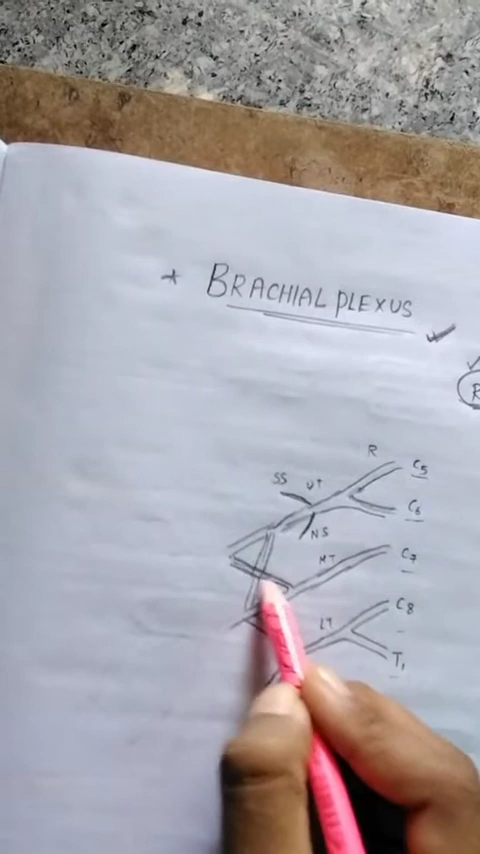 * BRACHIAL PLEXUS ✓
R
R C5
SS UT
C6
NS
MT C7
C8
LT
T1